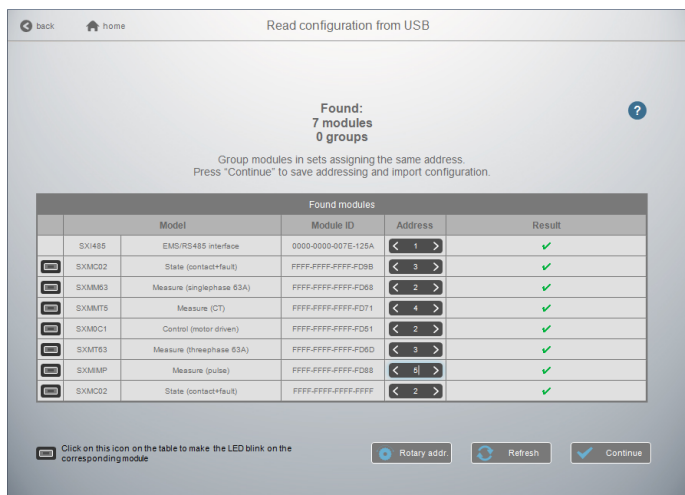 back home Read configuration from USB
Found:
7 modules
0 groups
?
Group modules in sets assigning the same address.
Press "Continue" to save addressing and import configuration.
Found modules
Model Module ID Address Result
SXI485 EMS/RS485 interface 0000-0000-007E-125A 1
SXMC02 State (contact+fault) FFFF-FFFF-FFFF-FD9B 3
SXMM63 Measure (singlephase 63A) FFFF-FFFF-FFFF-FD68 2
SXMMT5 Measure (CT) FFFF-FFFF-FFFF-FD71 4
SXM0C1 Control (motor driven) FFFF-FFFF-FFFF-FD51 2
SXMT63 Measure (threephase 63A) FFFF-FFFF-FFFF-FD6D 3
SXMIMP Measure (pulse) FFFF-FFFF-FFFF-FD88 5
SXMC02 State (contact+fault) FFFF-FFFF-FFFF-FFFF 2
Click on this icon on the table to make the LED blink on the
corresponding module
Rotary addr. Refresh Continue